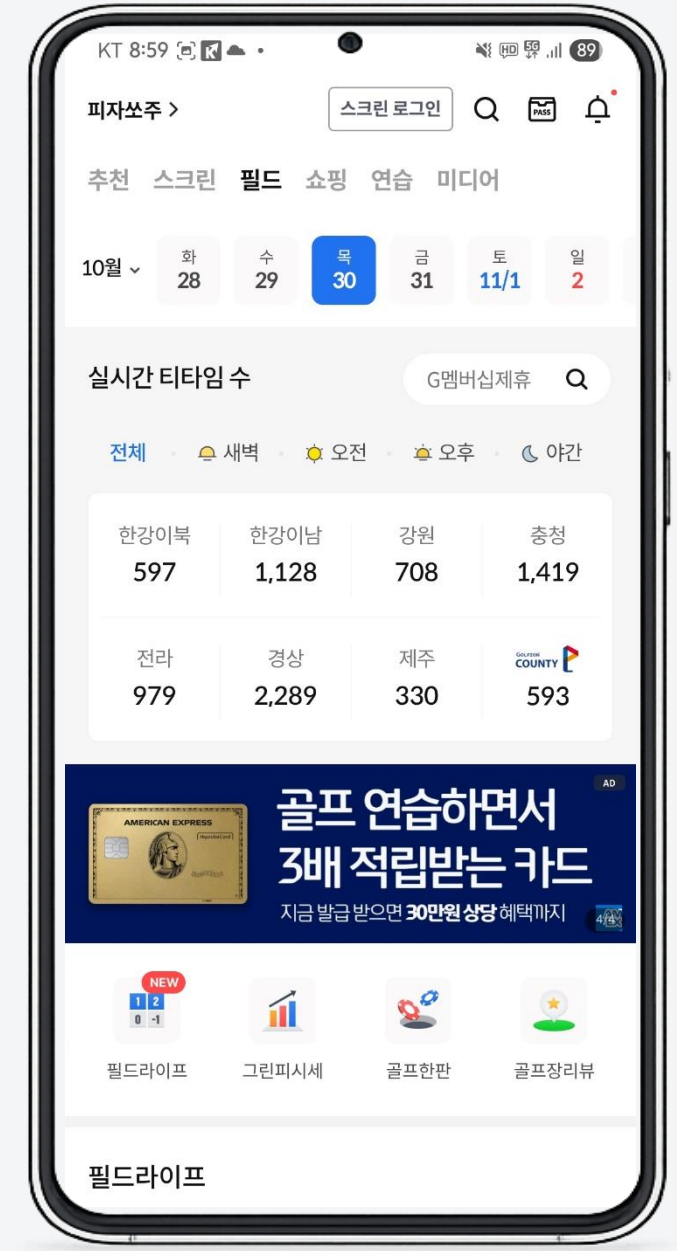 KT 8:59
HD 5G 89
피자쏘주 >
스크린 로그인
PASS
추천 스크린 필드 쇼핑 연습 미디어
10월
화 수 목 금 토 일
28 29 30 31 11/1 2
실시간 티타임 수
G멤버십제휴
전체 새벽 오전 오후 야간
한강이북 한강이남 강원 충청
597 1,128 708 1,419
전라 경상 제주 GOLFZON COUNTY
979 2,289 330 593
AD
AMERICAN EXPRESS
골프 연습하면서
3배 적립받는 카드
지금 발급 받으면 30만원 상당 혜택까지
4/4
NEW
1 2
0 -1
필드라이프 그린피시세 골프한판 골프장리뷰
필드라이프